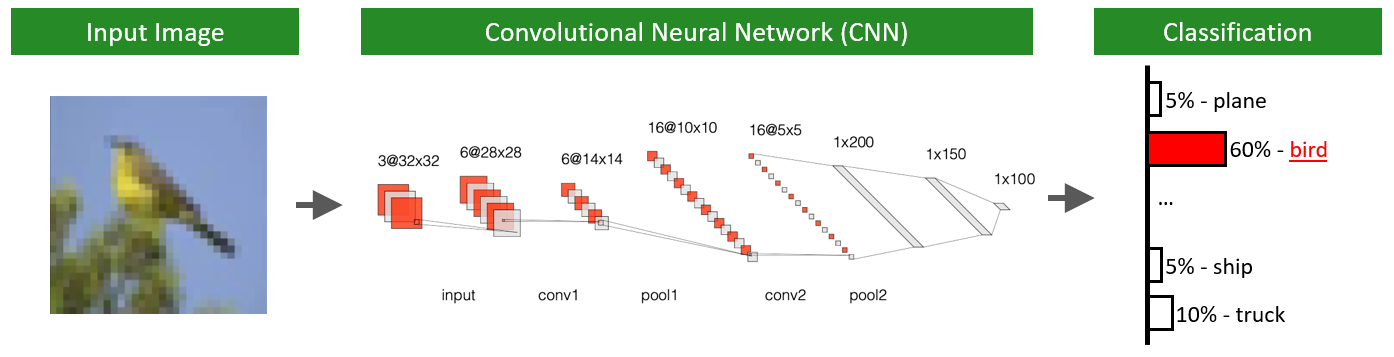 Input Image
Convolutional Neural Network (CNN)
Classification
3@32x32
6@28x28
6@14x14
16@10x10
16@5x5
1x200
1x150
1x100
input
conv1
pool1
conv2
pool2
5% - plane
60% - bird
...
5% - ship
10% - truck